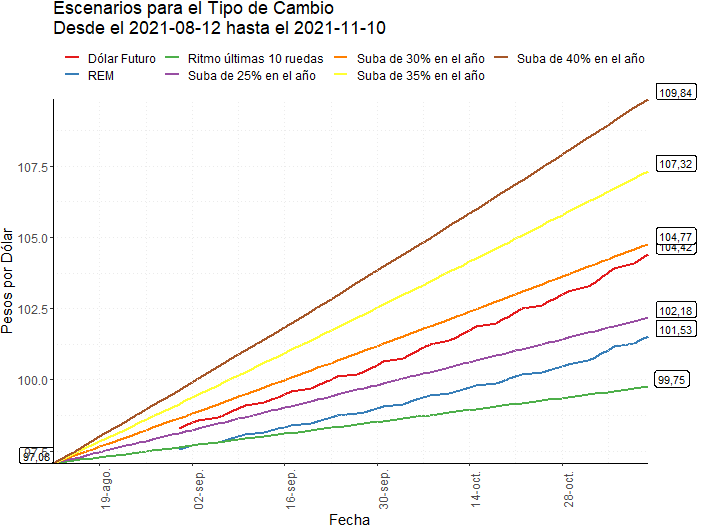 Escenarios para el Tipo de Cambio
Desde el 2021-08-12 hasta el 2021-11-10
Dólar Futuro Ritmo últimas 10 ruedas Suba de 30% en el año Suba de 40% en el año
REM Suba de 25% en el año Suba de 35% en el año
109,84
107.5
107,32
105.0
104,77
104,42
102.5
102,18
101,53
100.0
99,75
97.5
97,08
Pesos por Dólar
19-ago.
02-sep.
16-sep.
30-sep.
14-oct.
28-oct.
Fecha